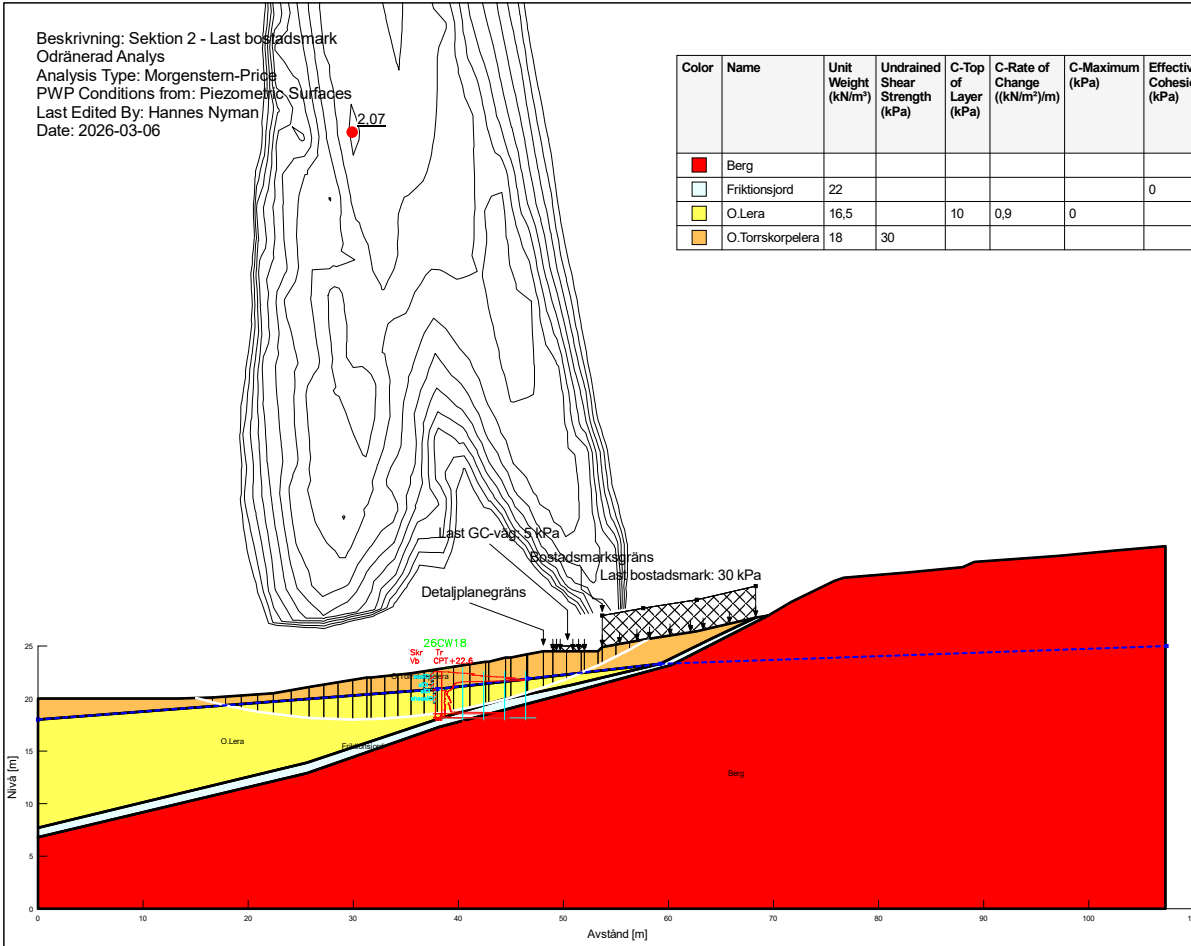 Beskrivning: Sektion 2 - Last bostadsmark
Odränerad Analys
Analysis Type: Morgenstern-Price
PWP Conditions from: Piezometric Surfaces
Last Edited By: Hannes Nyman
Date: 2026-03-06
2,07
Color Name Unit Weight (kN/m³) Undrained Shear Strength (kPa) C-Top of Layer (kPa) C-Rate of Change ((kN/m²)/m) C-Maximum (kPa) Effectiv Cohesio (kPa)
Berg
Friktionsjord 22 0
O.Lera 16,5 10 0,9 0
O.Torrskorpelera 18 30
Last GC-väg: 5 kPa
Bostadsmarksgräns
Last bostadsmark: 30 kPa
Detaljplanegräns
26CW18
Skr Tr
Vb CPT+22.6
O.Lera
Friktionsjord
Berg
Nivå [m]
25
20
15
10
5
0
0 10 20 30 40 50 60 70 80 90 100
Avstånd [m]